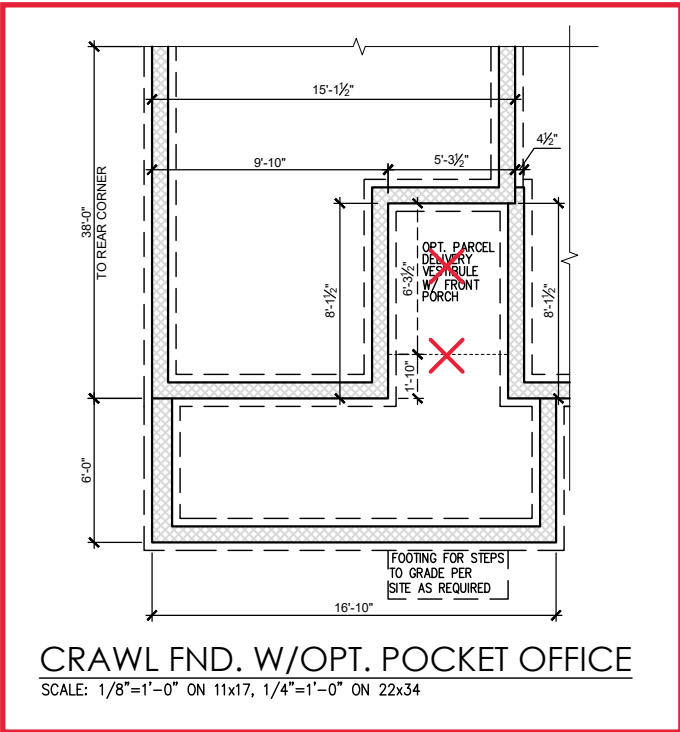 15'-1½"
4½"
9'-10"
5'-3½"
38'-0"
TO REAR CORNER
OPT. PARCEL
DELIVERY
VESTIBULE
W/ FRONT
PORCH
6'-3½"
8'-1½"
8'-1½"
1'-10"
6'-0"
FOOTING FOR STEPS
TO GRADE PER
SITE AS REQUIRED
16'-10"
CRAWL FND. W/OPT. POCKET OFFICE
SCALE: 1/8"=1'-0" ON 11x17, 1/4"=1'-0" ON 22x34